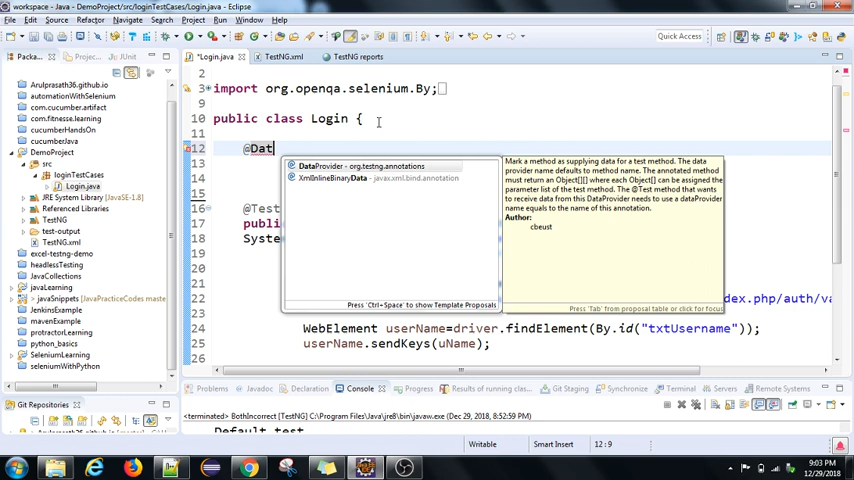 workspace - Java - DemoProject/src/loginTestCases/Login.java - Eclipse
File Edit Source Refactor Navigate Search Project Run Window Help
Quick Access
Packa...
JUnit
Arulprasath36.github.io
automationWithSelenium
com.cucumber.artifact
com.fitnesse.learning
cucumberHandsOn
cucumberJava
DemoProject
src
loginTestCases
Login.java
JRE System Library [JavaSE-1.8]
Referenced Libraries
TestNG
test-output
TestNG.xml
excel-testng-demo
headlessTesting
JavaCollections
javaLearning
> javaSnippets [JavaPracticeCodes master
JenkinsExample
mavenExample
protractorLearning
python_basics
SeleniumLearning
seleniumWithPython
Git Repositories
*Login.java
TestNG.xml
TestNG reports
2
3 import org.openqa.selenium.By;
9
10 public class Login {
11
12 @Dat
13
14
15
16 @Test
17 public
18 Syste
19
20
21
22 dex.php/auth/va
23
24 WebElement userName=driver.findElement(By.id("txtUsername"));
25 userName.sendKeys(uName);
26
DataProvider - org.testng.annotations
XmlInlineBinaryData - javax.xml.bind.annotation
Press 'Ctrl+Space' to show Template Proposals
Mark a method as supplying data for a test method. The data
provider name defaults to method name. The annotated method
must return an Object[][] where each Object[] can be assigned the
parameter list of the test method. The @Test method that wants
to receive data from this DataProvider needs to use a dataProvider
name equals to the name of this annotation.
Author:
cbeust
Press 'Tab' from proposal table or click for focus
Problems Javadoc Declaration Console Progress Results of running clas... Git Staging Synchronize Terminal Servers Remote Systems
<terminated> BothIncorrect [TestNG] C:\Program Files\Java\jre8\bin\javaw.exe (Dec 29, 2018, 8:52:59 PM)
Default test
Writable
Smart Insert
12 : 9
9:03 PM
12/29/2018